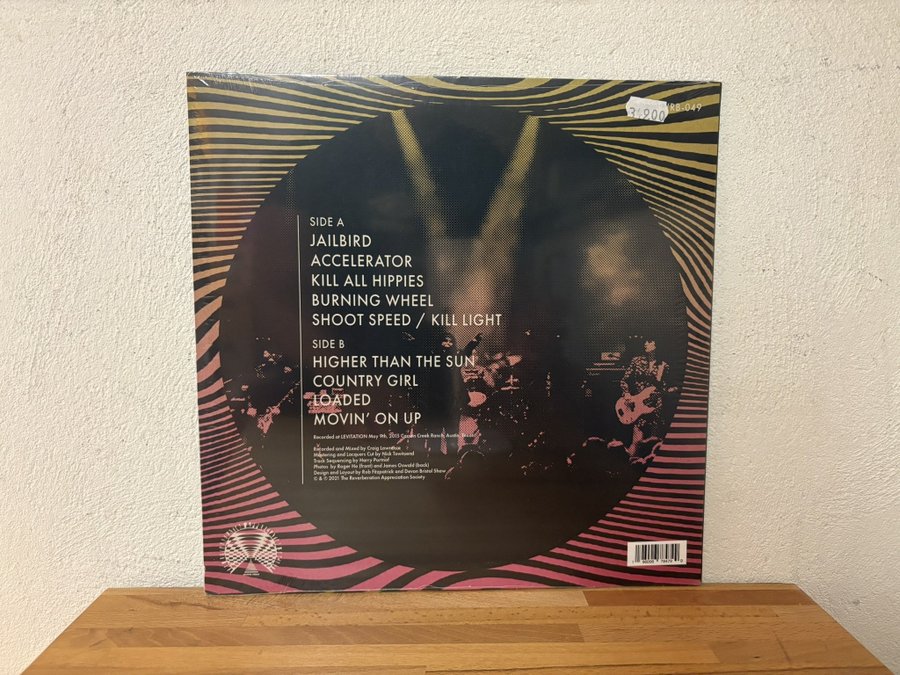 RB-049
3.900
SIDE A
JAILBIRD
ACCELERATOR
KILL ALL HIPPIES
BURNING WHEEL
SHOOT SPEED / KILL LIGHT
SIDE B
HIGHER THAN THE SUN
COUNTRY GIRL
LOADED
MOVIN' ON UP
Recorded at LEVITATION May 9th, 2015 Carson Creek Ranch, Austin, Texas
Recorded and Mixed by Craig Lawrence
Mastering and Lacquers Cut by Nick Townsend
Track Sequencing by Harry Portnof
Photos by Roger Ho (front) and James Oswald (back)
Design and Layout by Rob Fitzpatrick and Devon Bristol Shaw
© & ℗ 2021 The Reverberation Appreciation Society